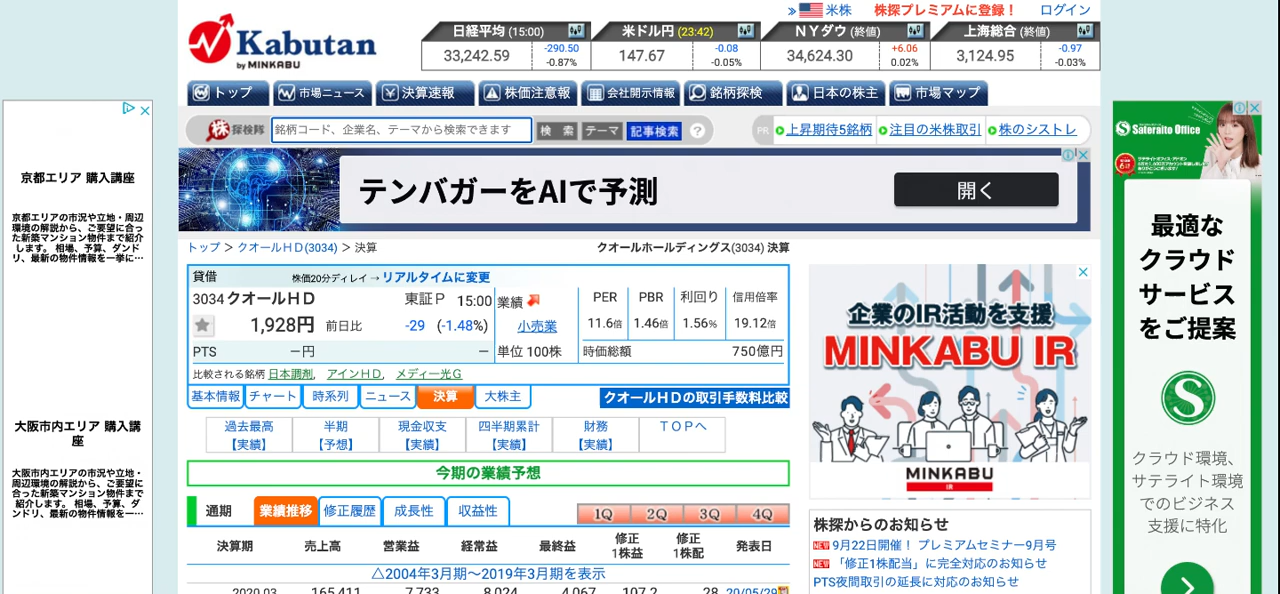 米株 株探プレミアムに登録！ ログイン
Kabutan
by MINKABU
日経平均 (15:00) 米ドル円 (23:42) ＮＹダウ (終値) 上海総合 (終値)
33,242.59 -290.50 -0.87% 147.67 -0.08 -0.05% 34,624.30 +6.06 0.02% 3,124.95 -0.97 -0.03%
トップ 市場ニュース 決算速報 株価注意報 会社開示情報 銘柄探検 日本の株主 市場マップ
株探検隊 銘柄コード、企業名、テーマから検索できます 検 索 テーマ 記事検索 ?
PR 上昇期待5銘柄 注目の米株取引 株のシストレ
テンバガーをAIで予測 開く
トップ ＞ クオールＨＤ(3034) ＞ 決算
クオールホールディングス(3034) 決算
貸借 株価20分ディレイ → リアルタイムに変更
3034 クオールＨＤ 東証Ｐ 15:00 業績
1,928円 前日比 -29 (-1.48%) 小売業
PTS －円 － 単位 100株
PER PBR 利回り 信用倍率
11.6倍 1.46倍 1.56% 19.12倍
時価総額 750億円
比較される銘柄 日本調剤, アインＨＤ, メディー光Ｇ
基本情報 チャート 時系列 ニュース 決算 大株主
クオールＨＤの取引手数料比較
過去最高 半期 現金収支 四半期累計 財務 ＴＯＰへ
【実績】 【予想】 【実績】 【実績】 【実績】
今期の業績予想
通期 業績推移 修正履歴 成長性 収益性 1Q 2Q 3Q 4Q
決算期 売上高 営業益 経常益 最終益 修正1株益 修正1株配 発表日
△2004年3月期～2019年3月期を表示
2020.03 165,411 7,733 8,024 4,067 107.2 28 20/05/29
京都エリア 購入講座
京都エリアの市況や立地・周辺
環境の解説から、ご要望に合っ
た新築マンション物件まで紹介
します。 相場、予算、ダンド
リ、最新の物件情報を一挙に…
大阪市内エリア 購入講
座
大阪市内エリアの市況や立地・
周辺環境の解説から、ご要望に
合った新築マンション物件まで
紹介します。 相場、予算、ダ
ンドリ、最新の物件情報を一…
企業のIR活動を支援
MINKABU IR
MINKABU
IR
株探からのお知らせ
NEW 9月22日開催！ プレミアムセミナー9月号
NEW 「修正1株配当」に完全対応のお知らせ
PTS夜間取引の延長に対応のお知らせ
Saferaito Office
最適な
クラウド
サービス
をご提案
S
クラウド環境、
サテライト環境
でのビジネス
支援に特化